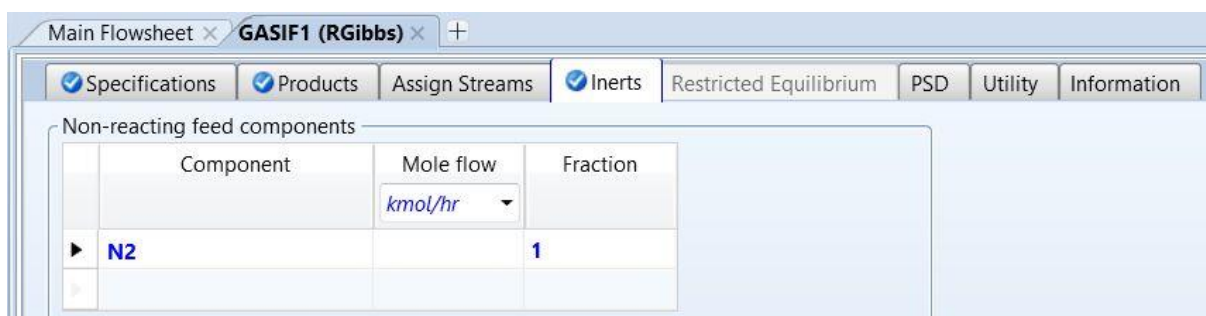 Main Flowsheet × GASIF1 (RGibbs) × +
Specifications Products Assign Streams Inerts Restricted Equilibrium PSD Utility Information
Non-reacting feed components
Component Mole flow Fraction
kmol/hr
N2 1